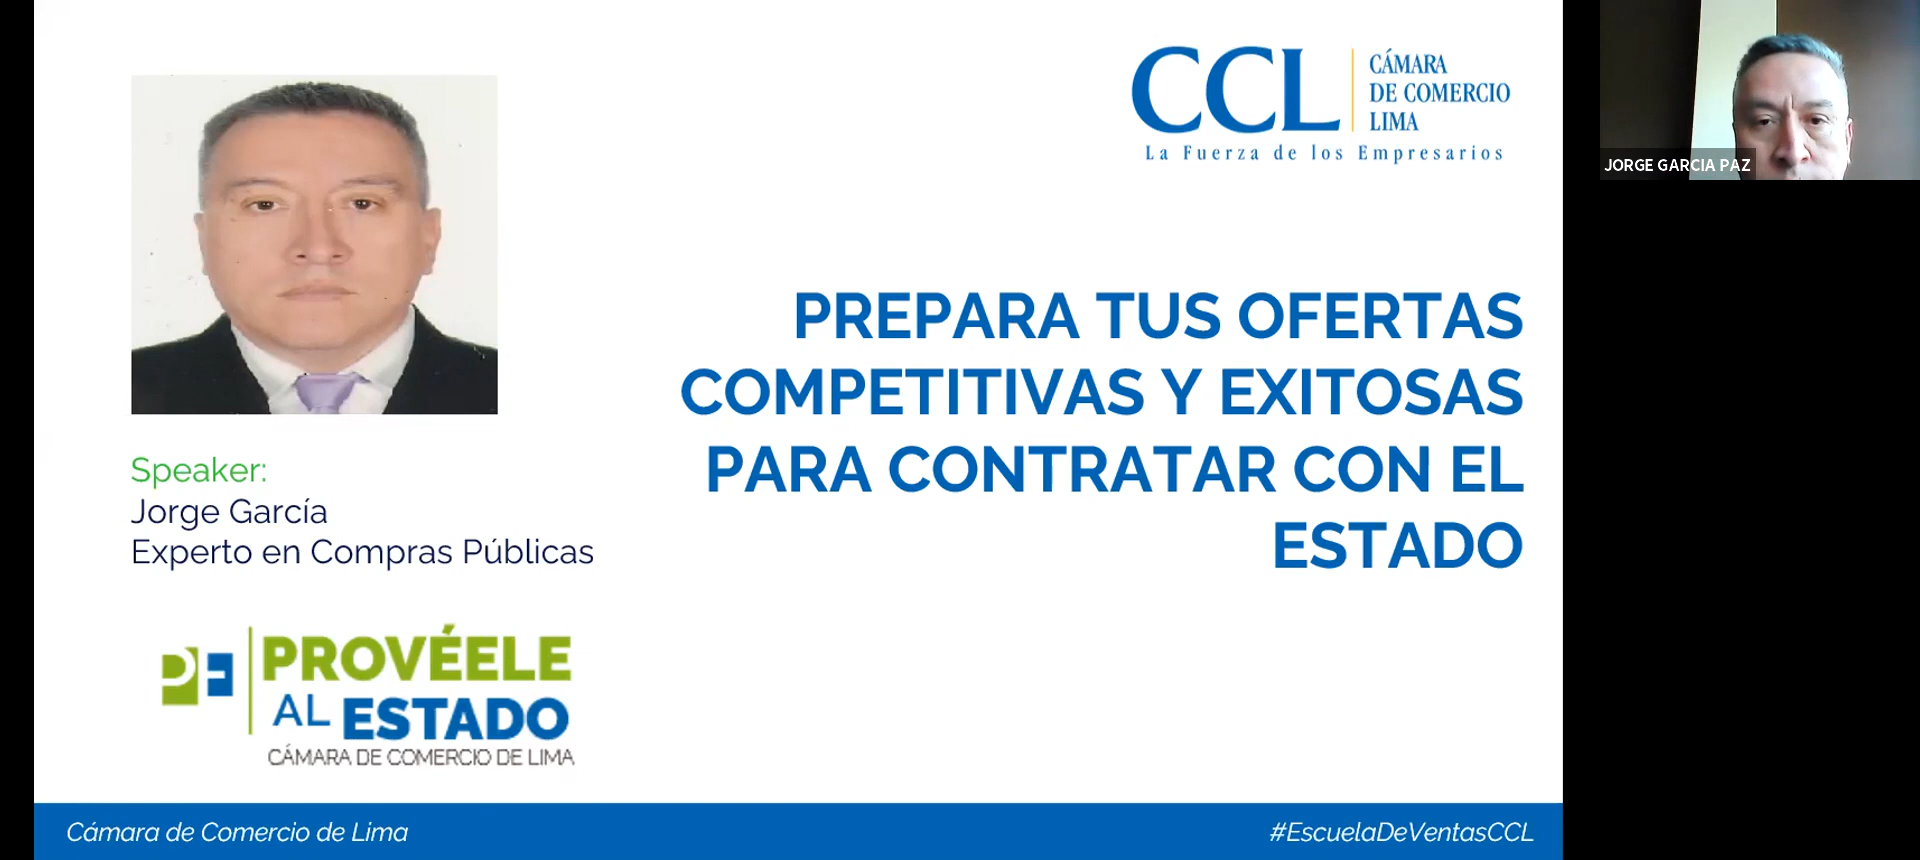 CCL
CÁMARA
DE COMERCIO
LIMA
La Fuerza de los Empresarios
JORGE GARCIA PAZ
PREPARA TUS OFERTAS
COMPETITIVAS Y EXITOSAS
PARA CONTRATAR CON EL
ESTADO
Speaker:
Jorge García
Experto en Compras Públicas
PE
PROVÉELE
AL ESTADO
CÁMARA DE COMERCIO DE LIMA
Cámara de Comercio de Lima
#EscuelaDeVentasCCL